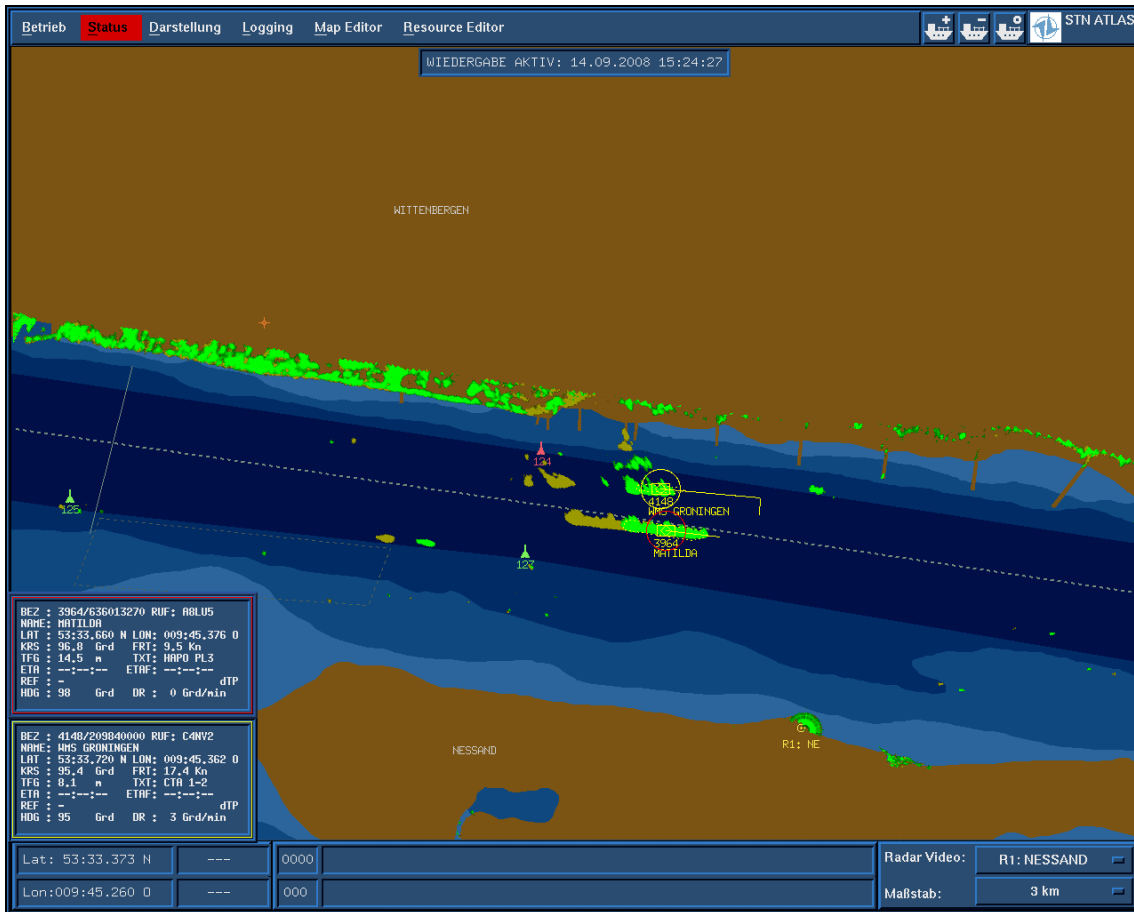 Betrieb Status Darstellung Logging Map Editor Resource Editor STN ATLAS
WIEDERGABE AKTIV: 14.09.2008 15:24:27
WITTENBERGEN
124
4148
WMS GRONINGEN
125
3964
MATILDA
127
BEZ : 3964/636013270 RUF: A8LU5
NAME: MATILDA
LAT : 53:33.660 N LON: 009:45.376 O
KRS : 96.8 Grd FRT: 9.5 Kn
TFG : 14.5 m TXT: HAPO PL3
ETA : --:--:-- ETAF: --:--:--
REF : - dTP
HDG : 98 Grd DR : 0 Grd/min
BEZ : 4148/209840000 RUF: C4NV2
NAME: WMS GRONINGEN
LAT : 53:33.720 N LON: 009:45.362 O
KRS : 95.4 Grd FRT: 17.4 Kn
TFG : 8.1 m TXT: CTA 1-2
ETA : --:--:-- ETAF: --:--:--
REF : - dTP
HDG : 95 Grd DR : 3 Grd/min
R1: NE
NESSAND
Lat: 53:33.373 N --- 0000
Lon:009:45.260 O --- 000
Radar Video: R1: NESSAND
Maßstab: 3 km